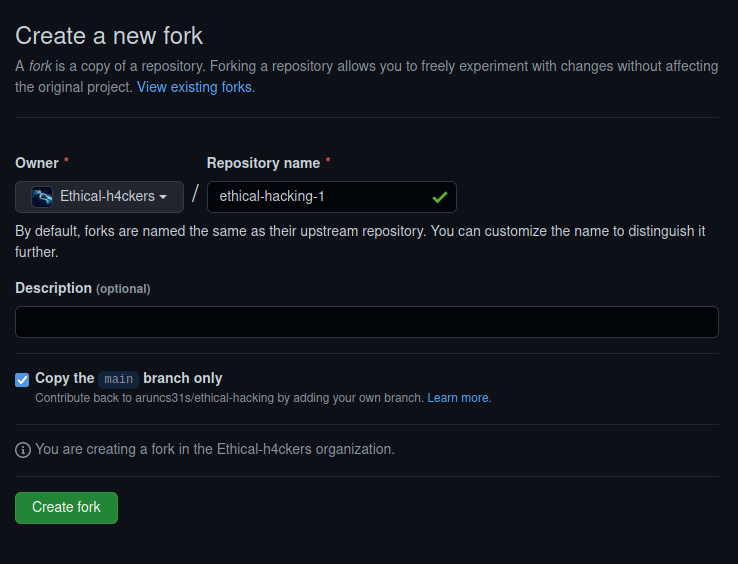 Create a new fork
A fork is a copy of a repository. Forking a repository allows you to freely experiment with changes without affecting
the original project. View existing forks.
Owner * Repository name *
Ethical-h4ckers / ethical-hacking-1
By default, forks are named the same as their upstream repository. You can customize the name to distinguish it
further.
Description (optional)
Copy the main branch only
Contribute back to aruncs31s/ethical-hacking by adding your own branch. Learn more.
You are creating a fork in the Ethical-h4ckers organization.
Create fork